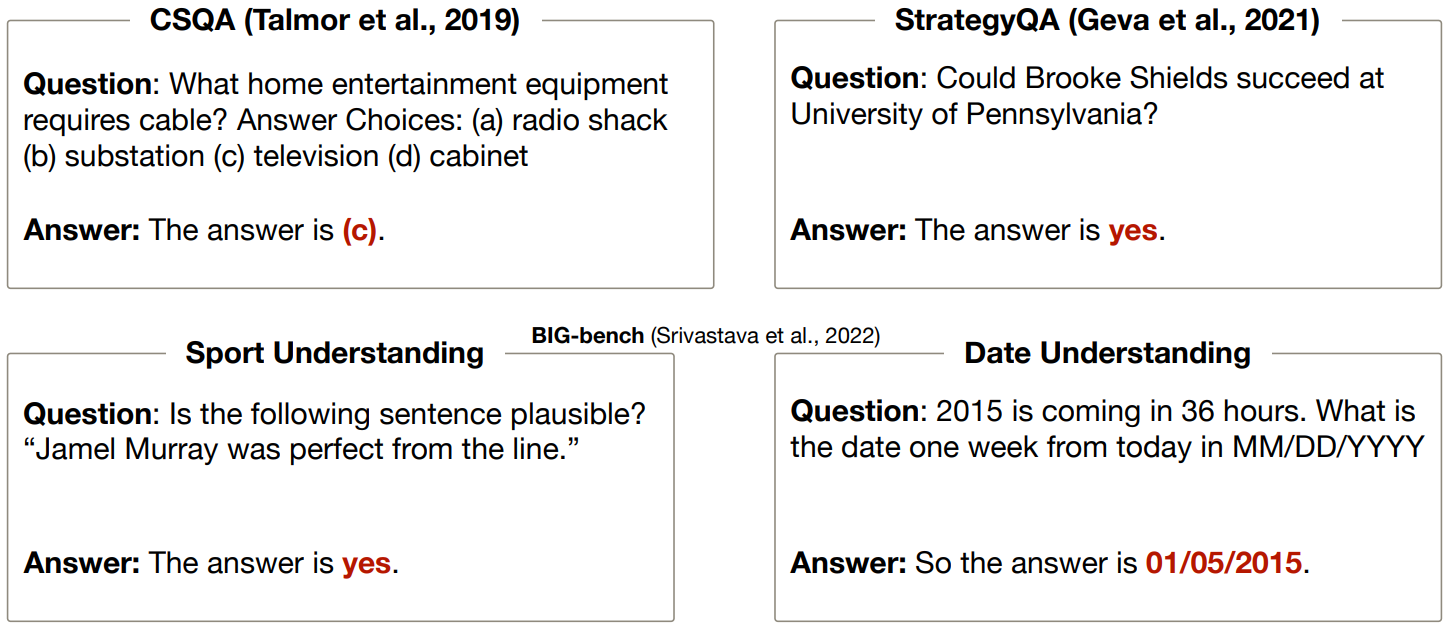 CSQA (Talmor et al., 2019)
Question: What home entertainment equipment
requires cable? Answer Choices: (a) radio shack
(b) substation (c) television (d) cabinet
Answer: The answer is (c).
StrategyQA (Geva et al., 2021)
Question: Could Brooke Shields succeed at
University of Pennsylvania?
Answer: The answer is yes.
BIG-bench (Srivastava et al., 2022)
Sport Understanding
Question: Is the following sentence plausible?
“Jamel Murray was perfect from the line.”
Answer: The answer is yes.
Date Understanding
Question: 2015 is coming in 36 hours. What is
the date one week from today in MM/DD/YYYY
Answer: So the answer is 01/05/2015.